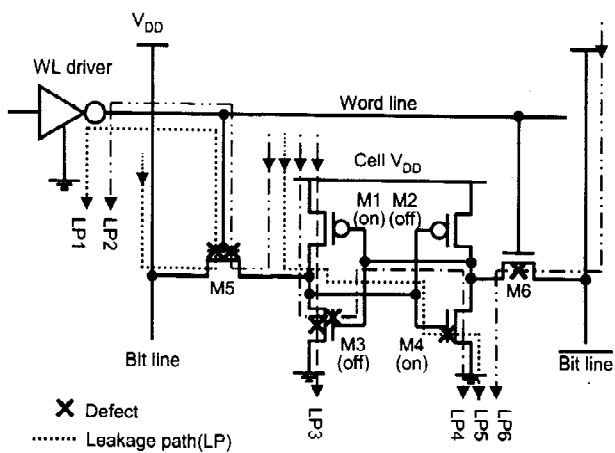 V_DD
WL driver
Word line
Cell V_DD
M1 M2
(on) (off)
LP1
LP2
M5
M6
M3
(off)
M4
(on)
Bit line
Bit line
LP3
LP4
LP5
LP6
Defect
Leakage path(LP)